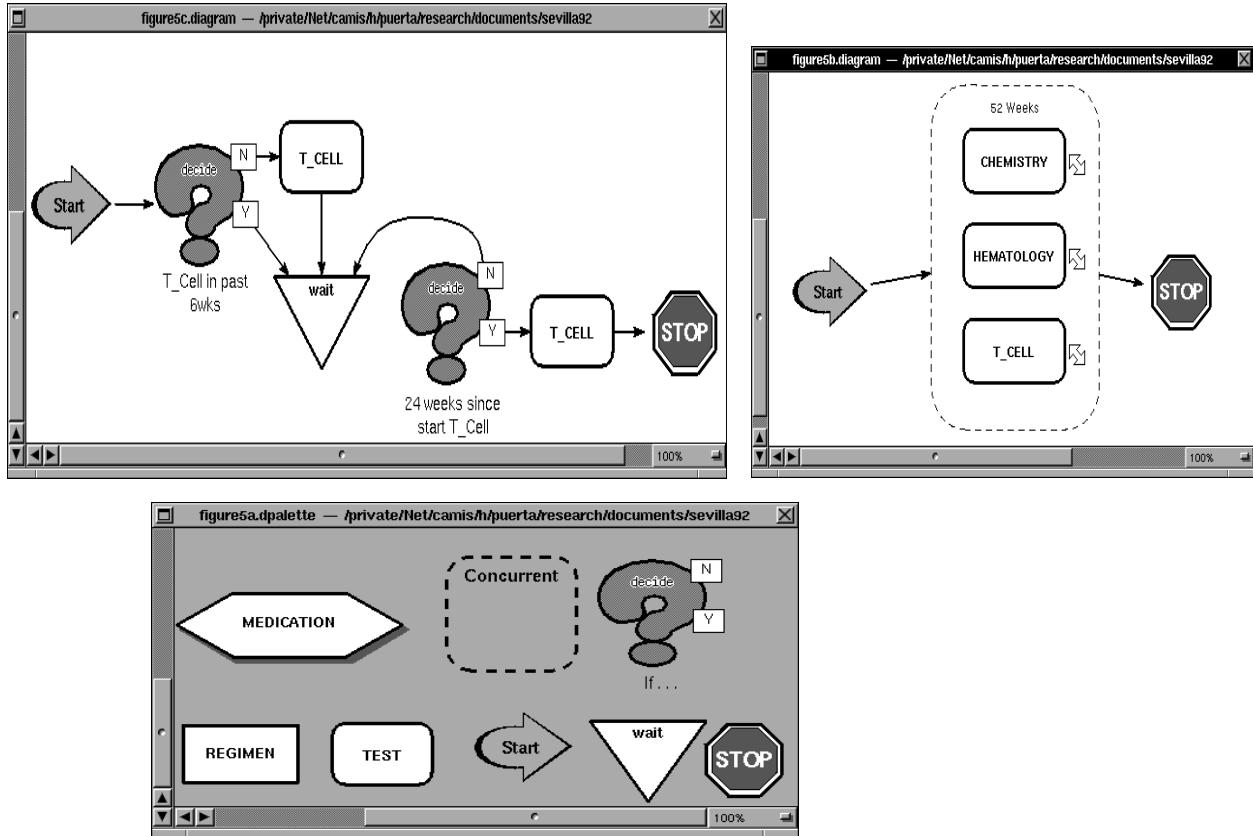 figure5c.diagram — /private/Net/camis/h/puerta/research/documents/sevilla92
Start
decide
N
Y
T_Cell in past
6wks
T_CELL
wait
decide
N
Y
24 weeks since
start T_Cell
T_CELL
STOP
100%
figure5b.diagram — /private/Net/camis/h/puerta/research/documents/sevilla92
52 Weeks
CHEMISTRY
HEMATOLOGY
T_CELL
Start
STOP
100%
figure5a.dpalette — /private/Net/camis/h/puerta/research/documents/sevilla92
MEDICATION
Concurrent
decide
N
Y
If . . .
REGIMEN
TEST
Start
wait
STOP
100%